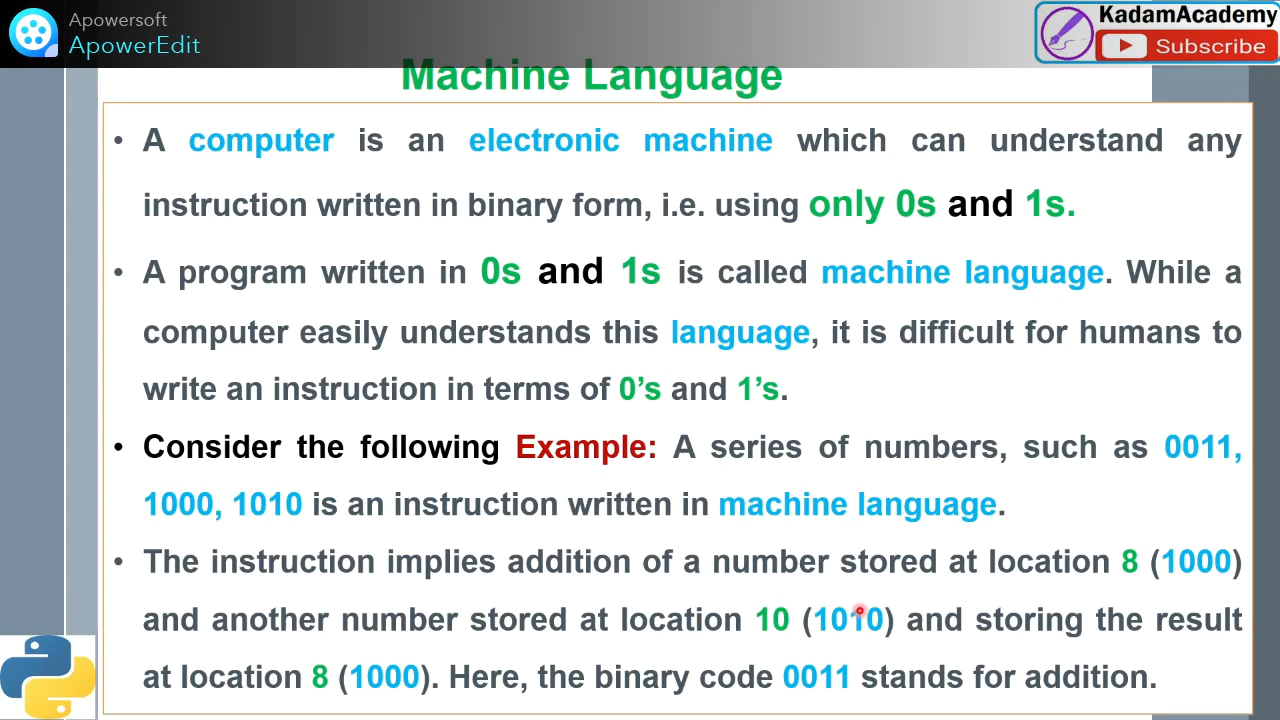 Apowersoft
ApowerEdit
KadamAcademy
Subscribe
Machine Language
• A computer is an electronic machine which can understand any
instruction written in binary form, i.e. using only 0s and 1s.
• A program written in 0s and 1s is called machine language. While a
computer easily understands this language, it is difficult for humans to
write an instruction in terms of 0’s and 1’s.
• Consider the following Example: A series of numbers, such as 0011,
1000, 1010 is an instruction written in machine language.
• The instruction implies addition of a number stored at location 8 (1000)
and another number stored at location 10 (1010) and storing the result
at location 8 (1000). Here, the binary code 0011 stands for addition.